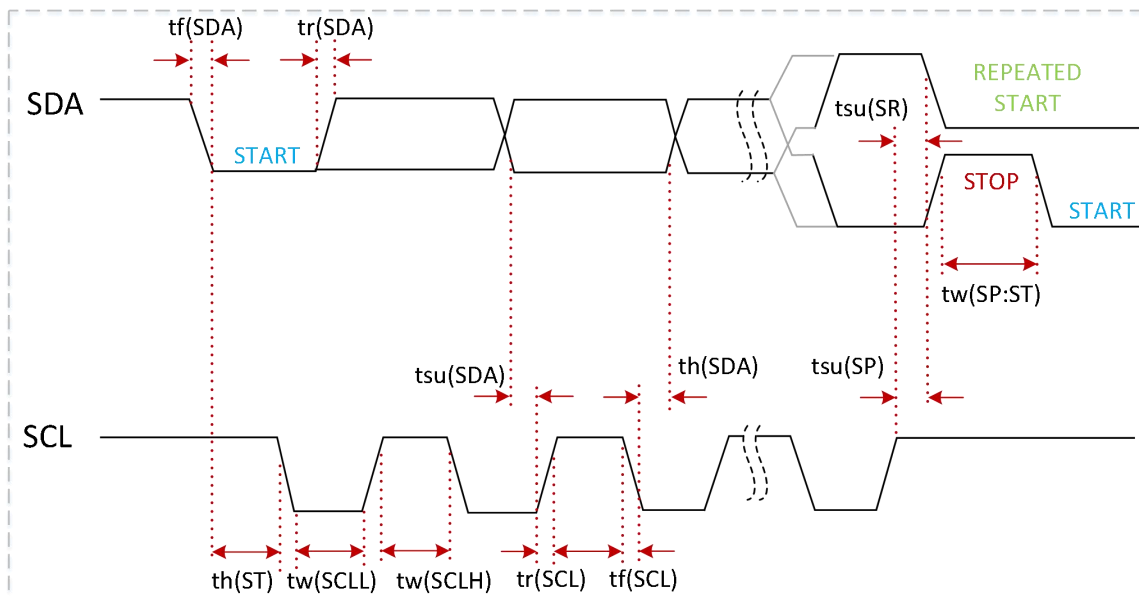 tf(SDA)
tr(SDA)
SDA
START
REPEATED
START
tsu(SR)
STOP
START
tw(SP:ST)
tsu(SDA)
th(SDA)
tsu(SP)
SCL
th(ST)
tw(SCLL)
tw(SCLH)
tr(SCL)
tf(SCL)